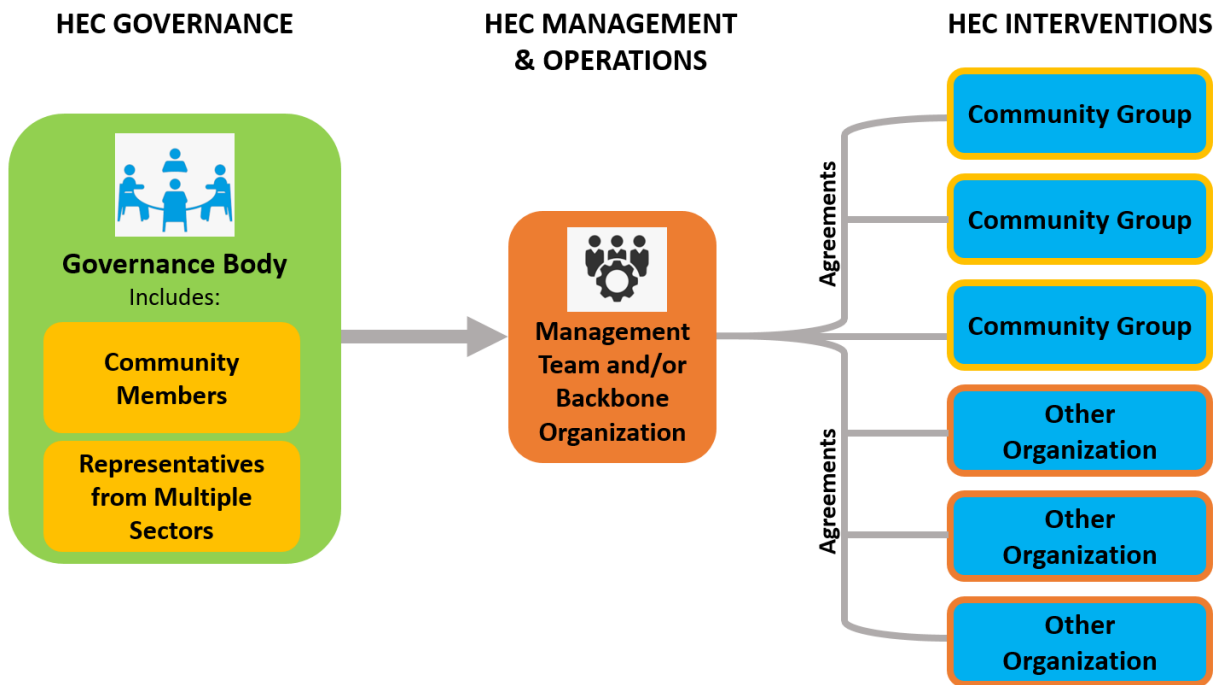 HEC GOVERNANCE
HEC MANAGEMENT
& OPERATIONS
HEC INTERVENTIONS
Governance Body
Includes:
Community
Members
Representatives
from Multiple
Sectors
Management
Team and/or
Backbone
Organization
Agreements
Agreements
Community Group
Community Group
Community Group
Other
Organization
Other
Organization
Other
Organization